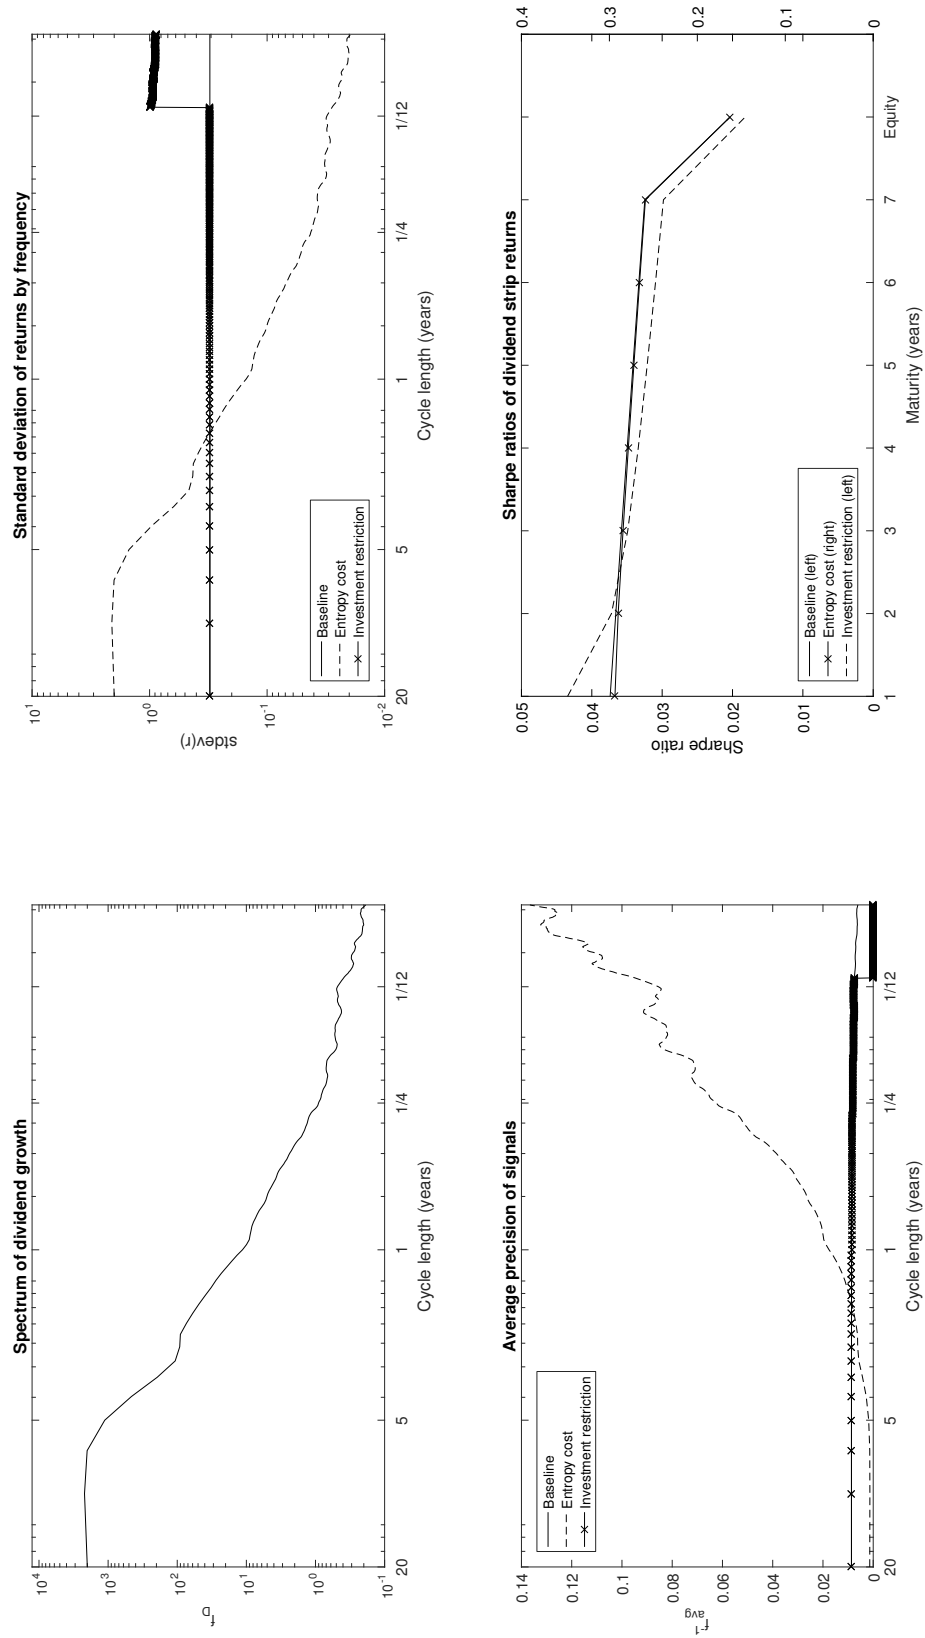 Spectrum of dividend growth
10^4
10^3
10^2
10^1
10^0
10^-1
f_D
20
5
1
1/4
1/12
Cycle length (years)
Standard deviation of returns by frequency
10^1
10^0
10^-1
10^-2
stdev(r)
Baseline
Entropy cost
Investment restriction
20
5
1
1/4
1/12
Cycle length (years)
Average precision of signals
0.14
0.12
0.1
0.08
0.06
0.04
0.02
0
f^-1_avg
Baseline
Entropy cost
Investment restriction
20
5
1
1/4
1/12
Cycle length (years)
Sharpe ratios of dividend strip returns
0.05
0.04
0.03
0.02
0.01
0
Sharpe ratio
Baseline (left)
Entropy cost (right)
Investment restriction (left)
0.4
0.3
0.2
0.1
0
1
2
3
4
5
6
7
Equity
Maturity (years)